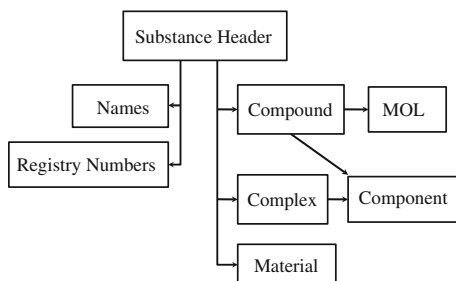 Substance Header
Names
Compound
MOL
Registry Numbers
Complex
Component
Material